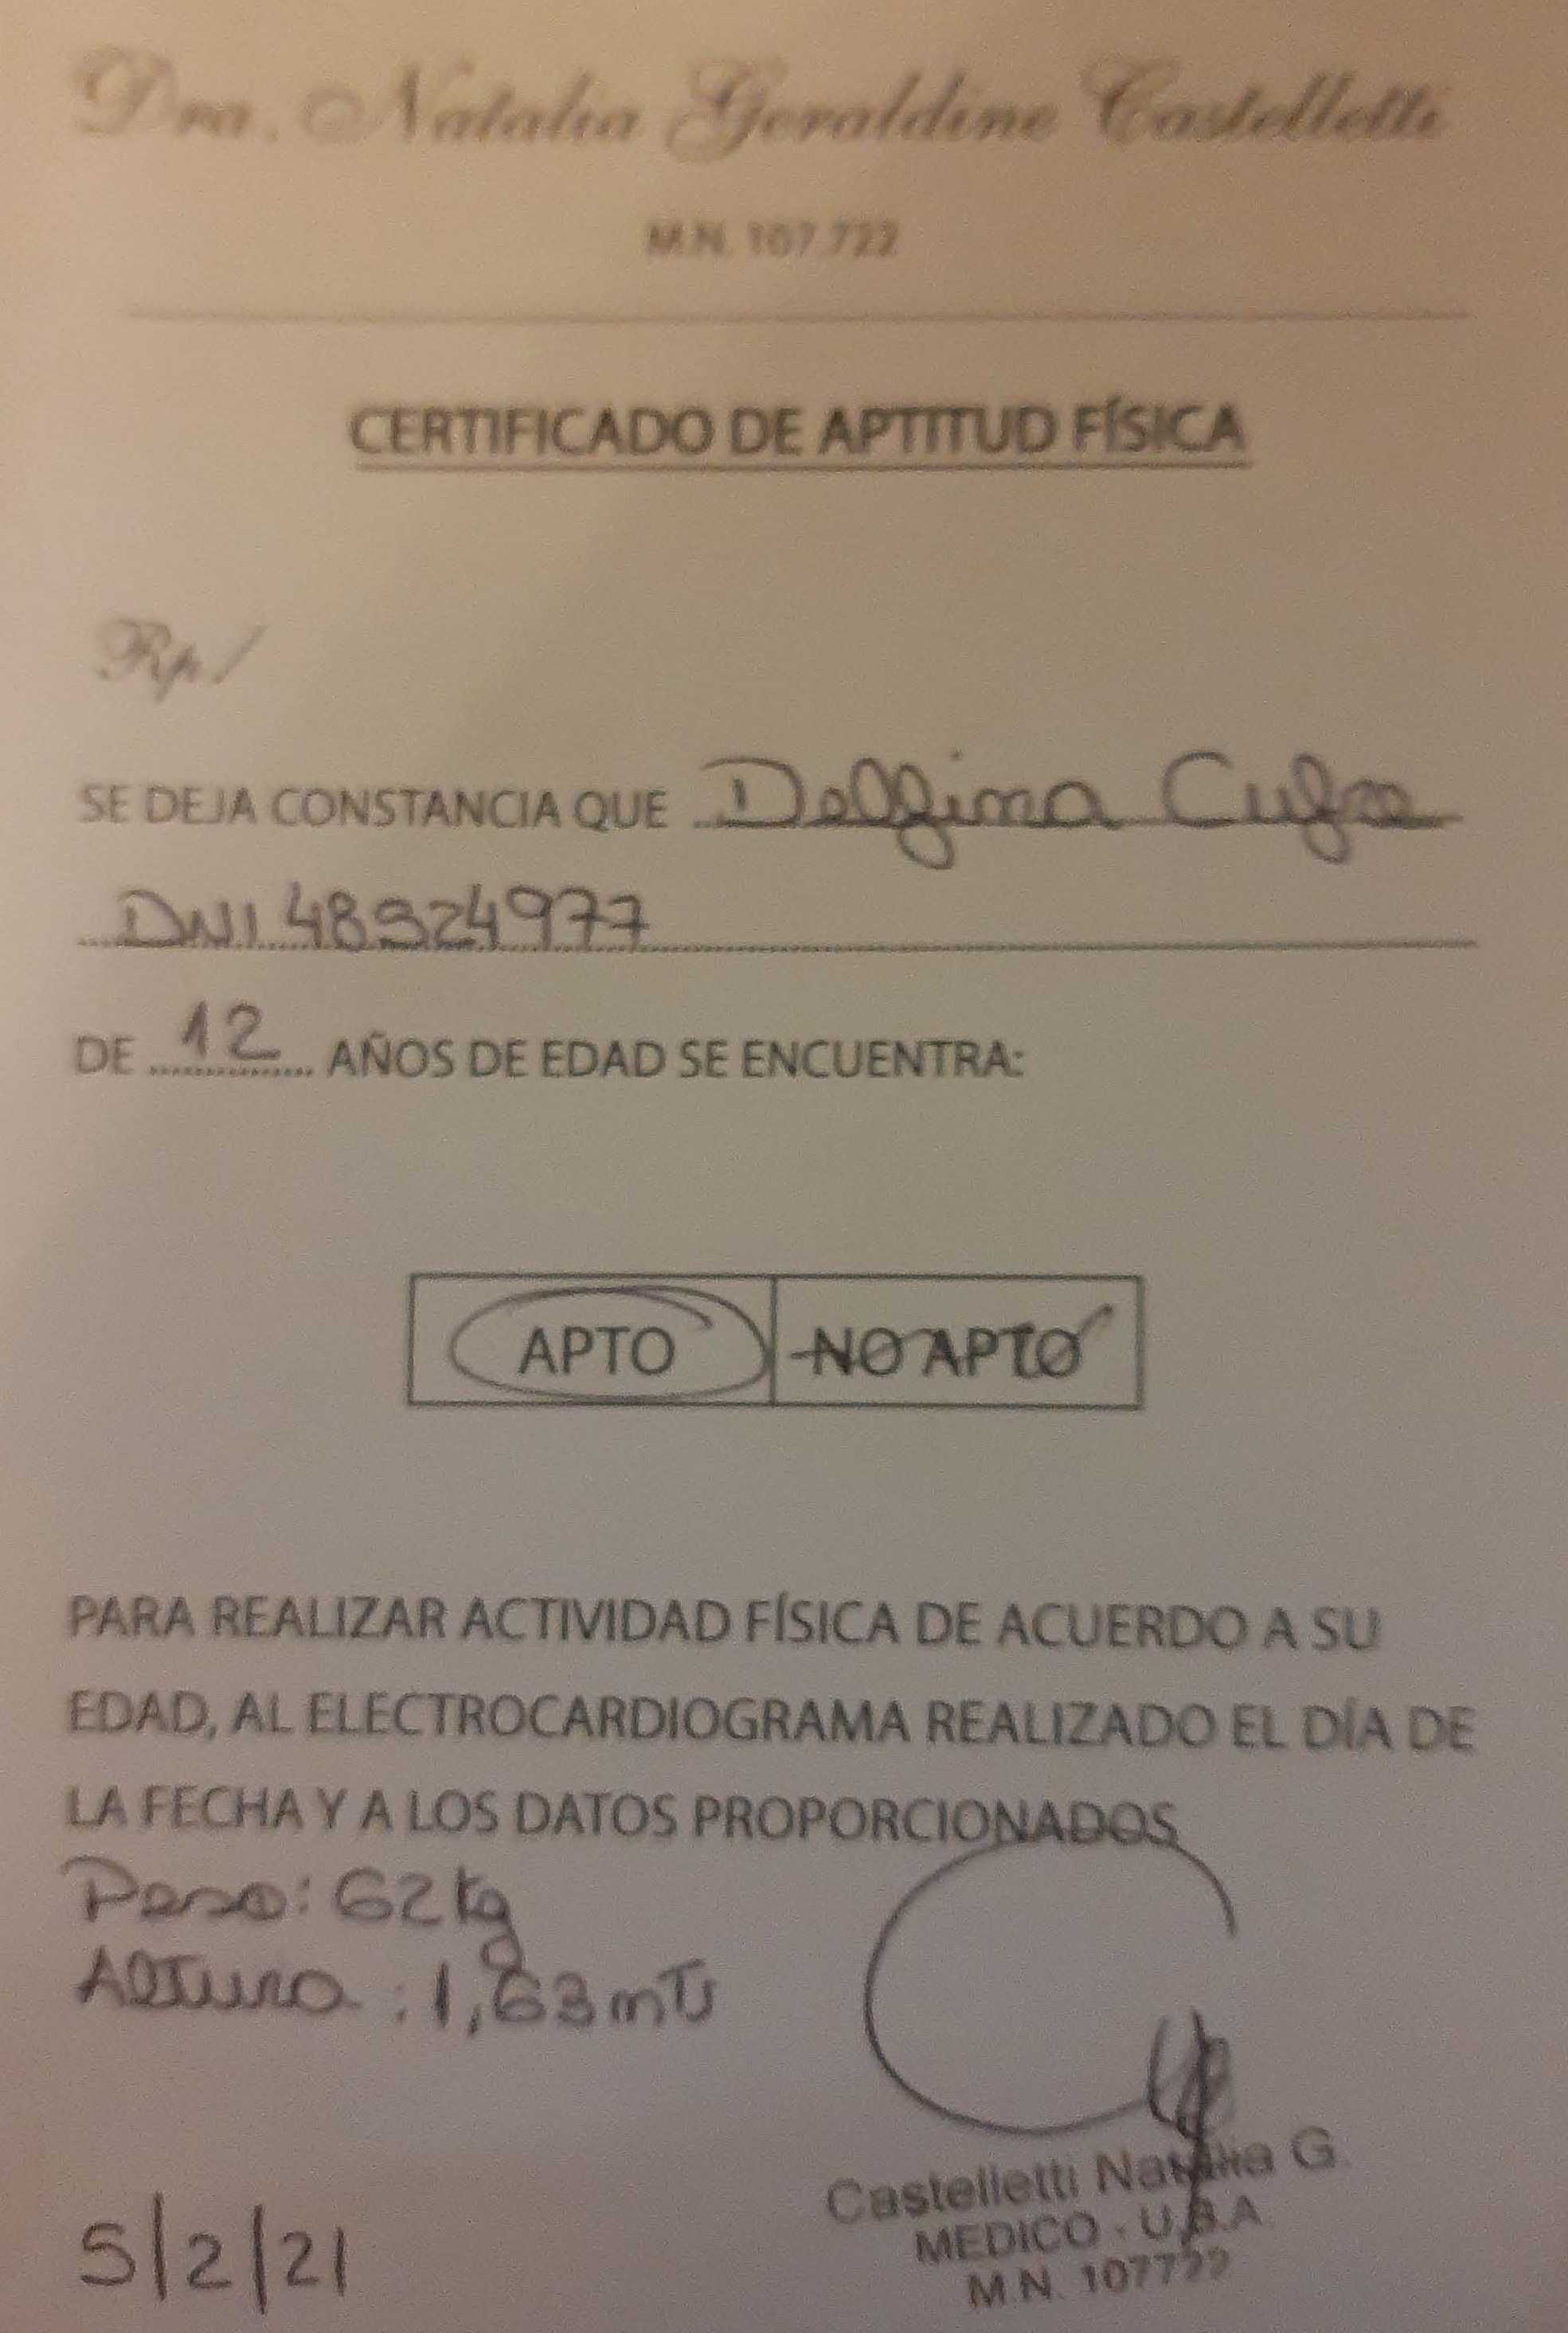 Dra. Natalia Geraldine Castelletti
M.N. 107.722
CERTIFICADO DE APTITUD FÍSICA
Rp/
SE DEJA CONSTANCIA QUE Delfina
DNI 48924977
DE 12 AÑOS DE EDAD SE ENCUENTRA:
APTO NO APTO
PARA REALIZAR ACTIVIDAD FÍSICA DE ACUERDO A SU
EDAD, AL ELECTROCARDIOGRAMA REALIZADO EL DÍA DE
LA FECHA Y A LOS DATOS PROPORCIONADOS
Peso: 62kg
Altura: 1,63mts
Castelletti Natalia G.
MEDICO - U.B.A
M.N. 107722
5/2/21